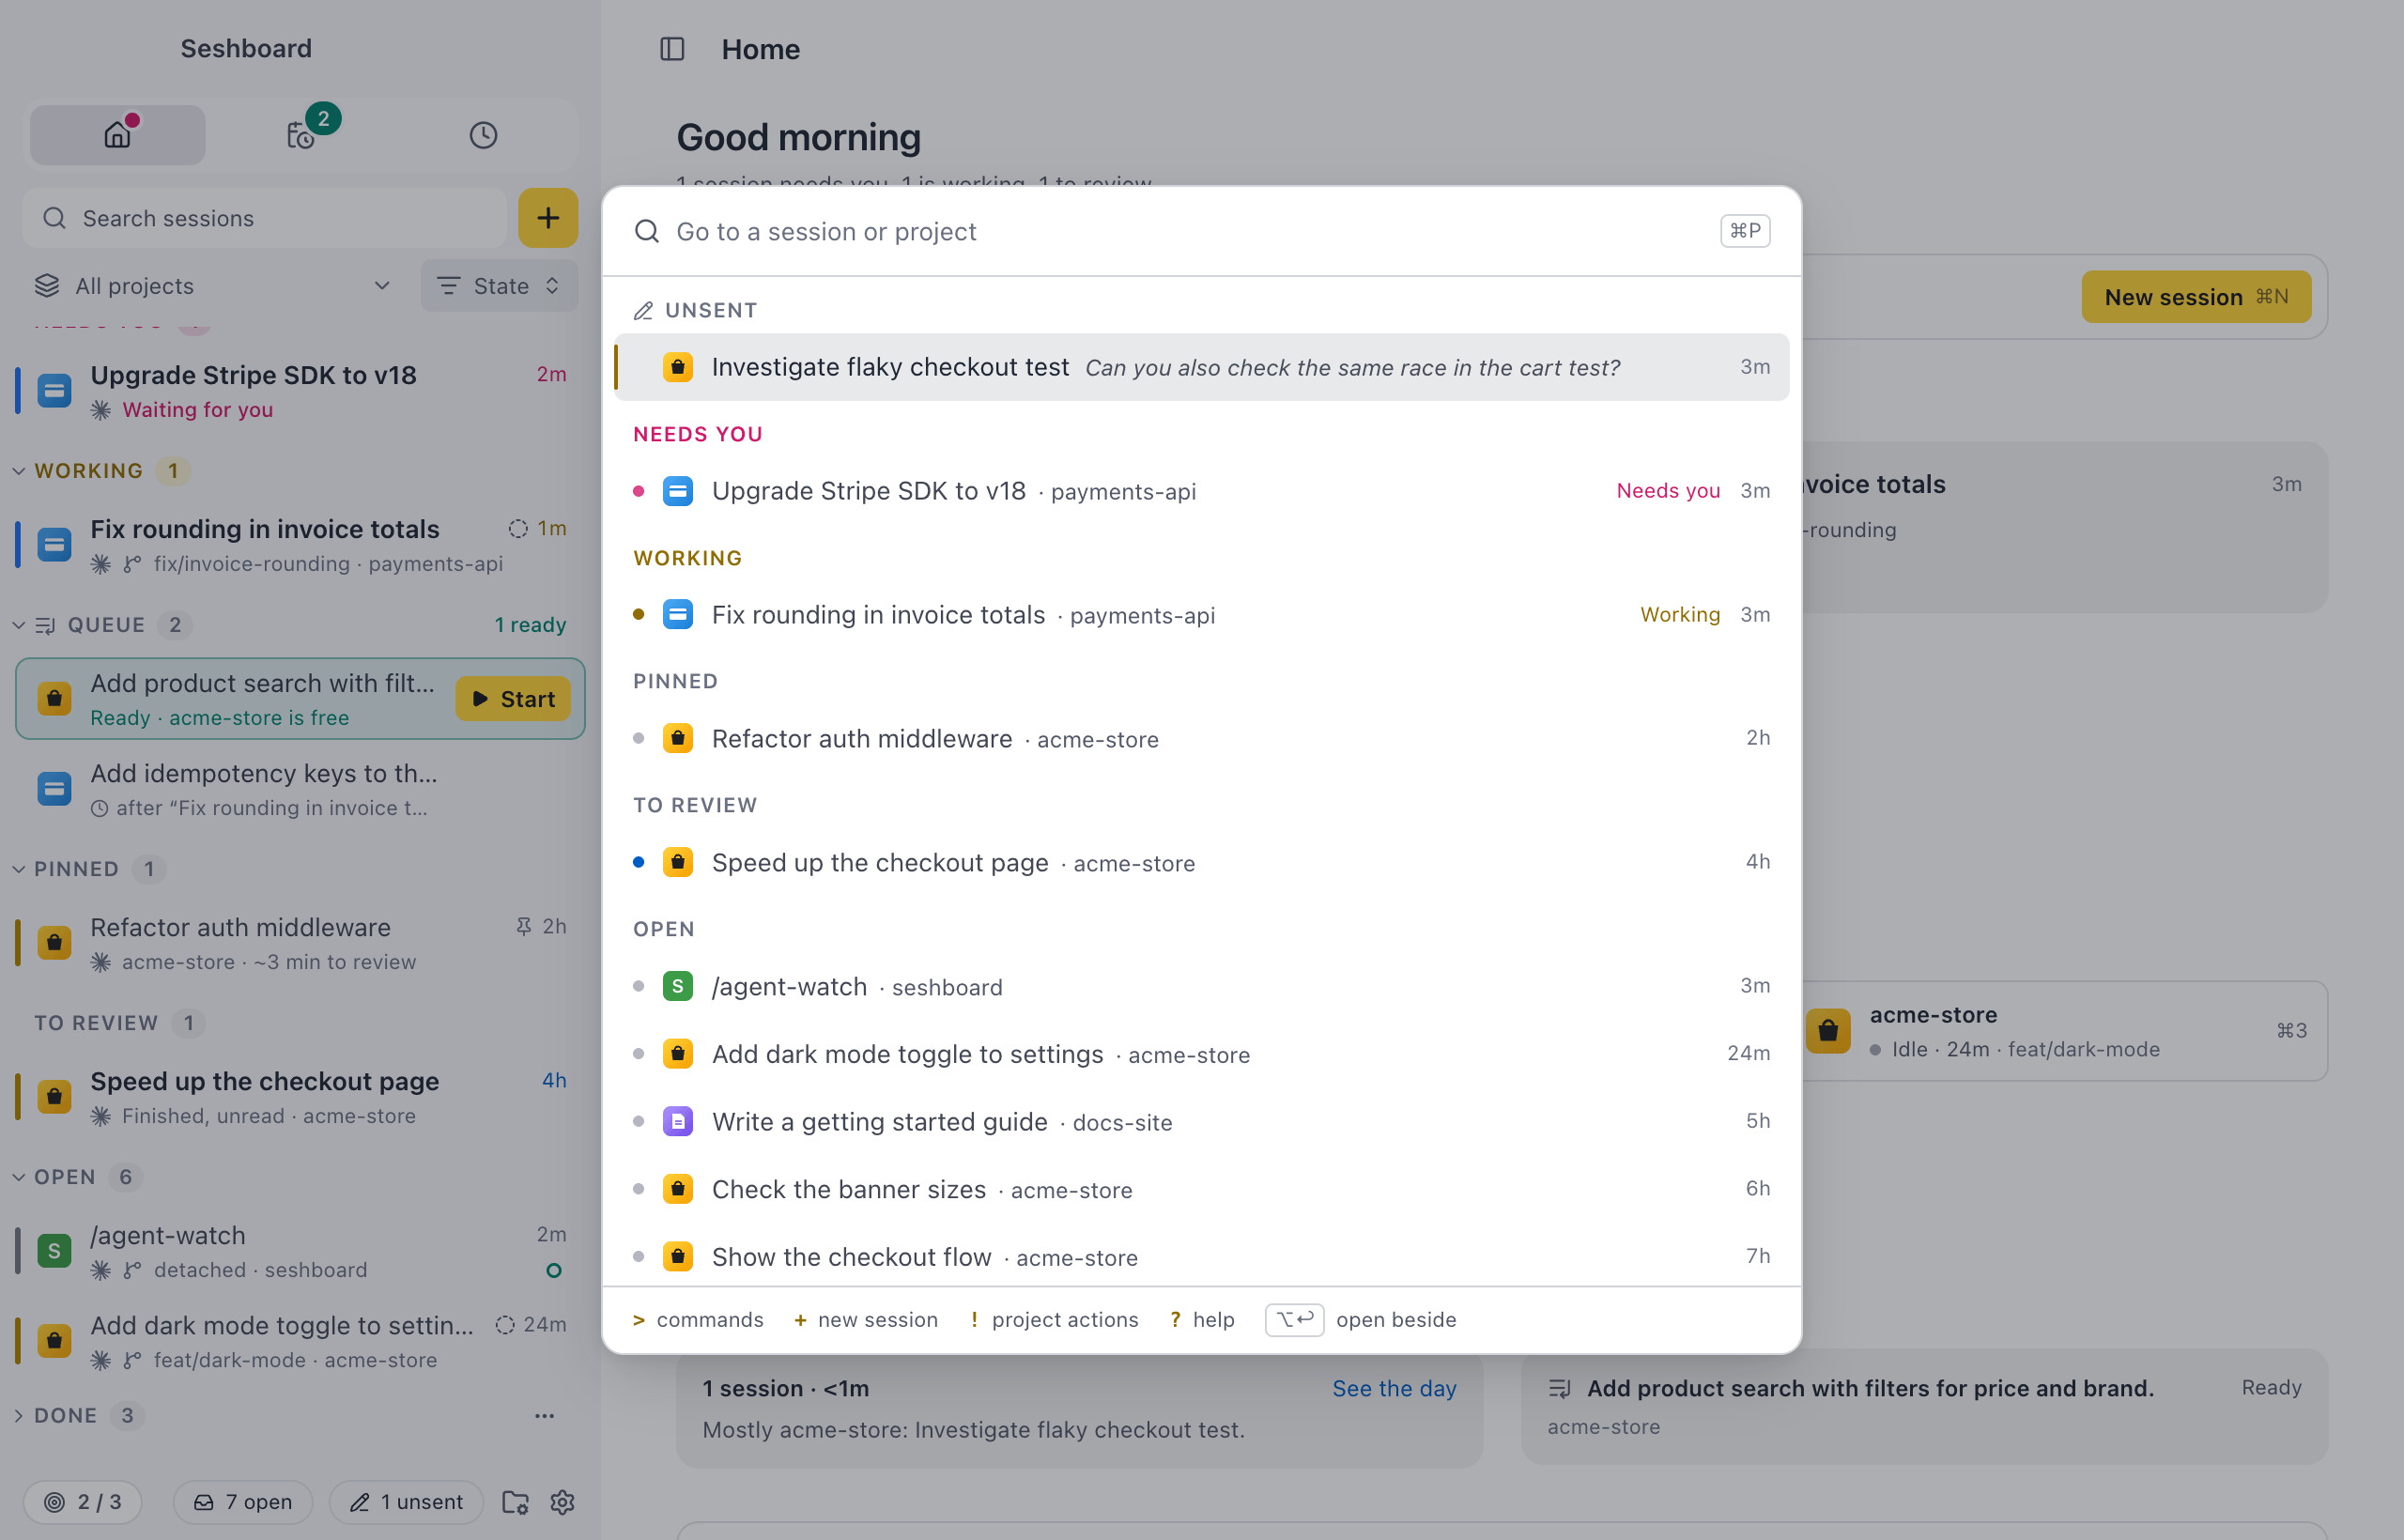 Seshboard
2
Search sessions
All projects
State
Upgrade Stripe SDK to v18
2m
Waiting for you
WORKING 1
Fix rounding in invoice totals
1m
fix/invoice-rounding · payments-api
QUEUE 2
1 ready
Add product search with filt...
Ready · acme-store is free
Start
Add idempotency keys to th...
after “Fix rounding in invoice t...
PINNED 1
Refactor auth middleware
2h
acme-store · ~3 min to review
TO REVIEW 1
Speed up the checkout page
4h
Finished, unread · acme-store
OPEN 6
S
/agent-watch
2m
detached · seshboard
Add dark mode toggle to settin...
24m
feat/dark-mode · acme-store
DONE 3
2 / 3
7 open
1 unsent
Home
Good morning
1 session needs you, 1 is working, 1 to review
New session ⌘N
Go to a session or project
⌘P
UNSENT
Investigate flaky checkout test Can you also check the same race in the cart test?
3m
NEEDS YOU
Upgrade Stripe SDK to v18 · payments-api
Needs you 3m
WORKING
Fix rounding in invoice totals · payments-api
Working 3m
PINNED
Refactor auth middleware · acme-store
2h
TO REVIEW
Speed up the checkout page · acme-store
4h
OPEN
S
/agent-watch · seshboard
3m
Add dark mode toggle to settings · acme-store
24m
Write a getting started guide · docs-site
5h
Check the banner sizes · acme-store
6h
Show the checkout flow · acme-store
7h
> commands
+ new session
! project actions
? help
⌥↩ open beside
voice totals
3m
-rounding
acme-store
Idle · 24m · feat/dark-mode
⌘3
1 session · <1m
See the day
Mostly acme-store: Investigate flaky checkout test.
Add product search with filters for price and brand.
Ready
acme-store